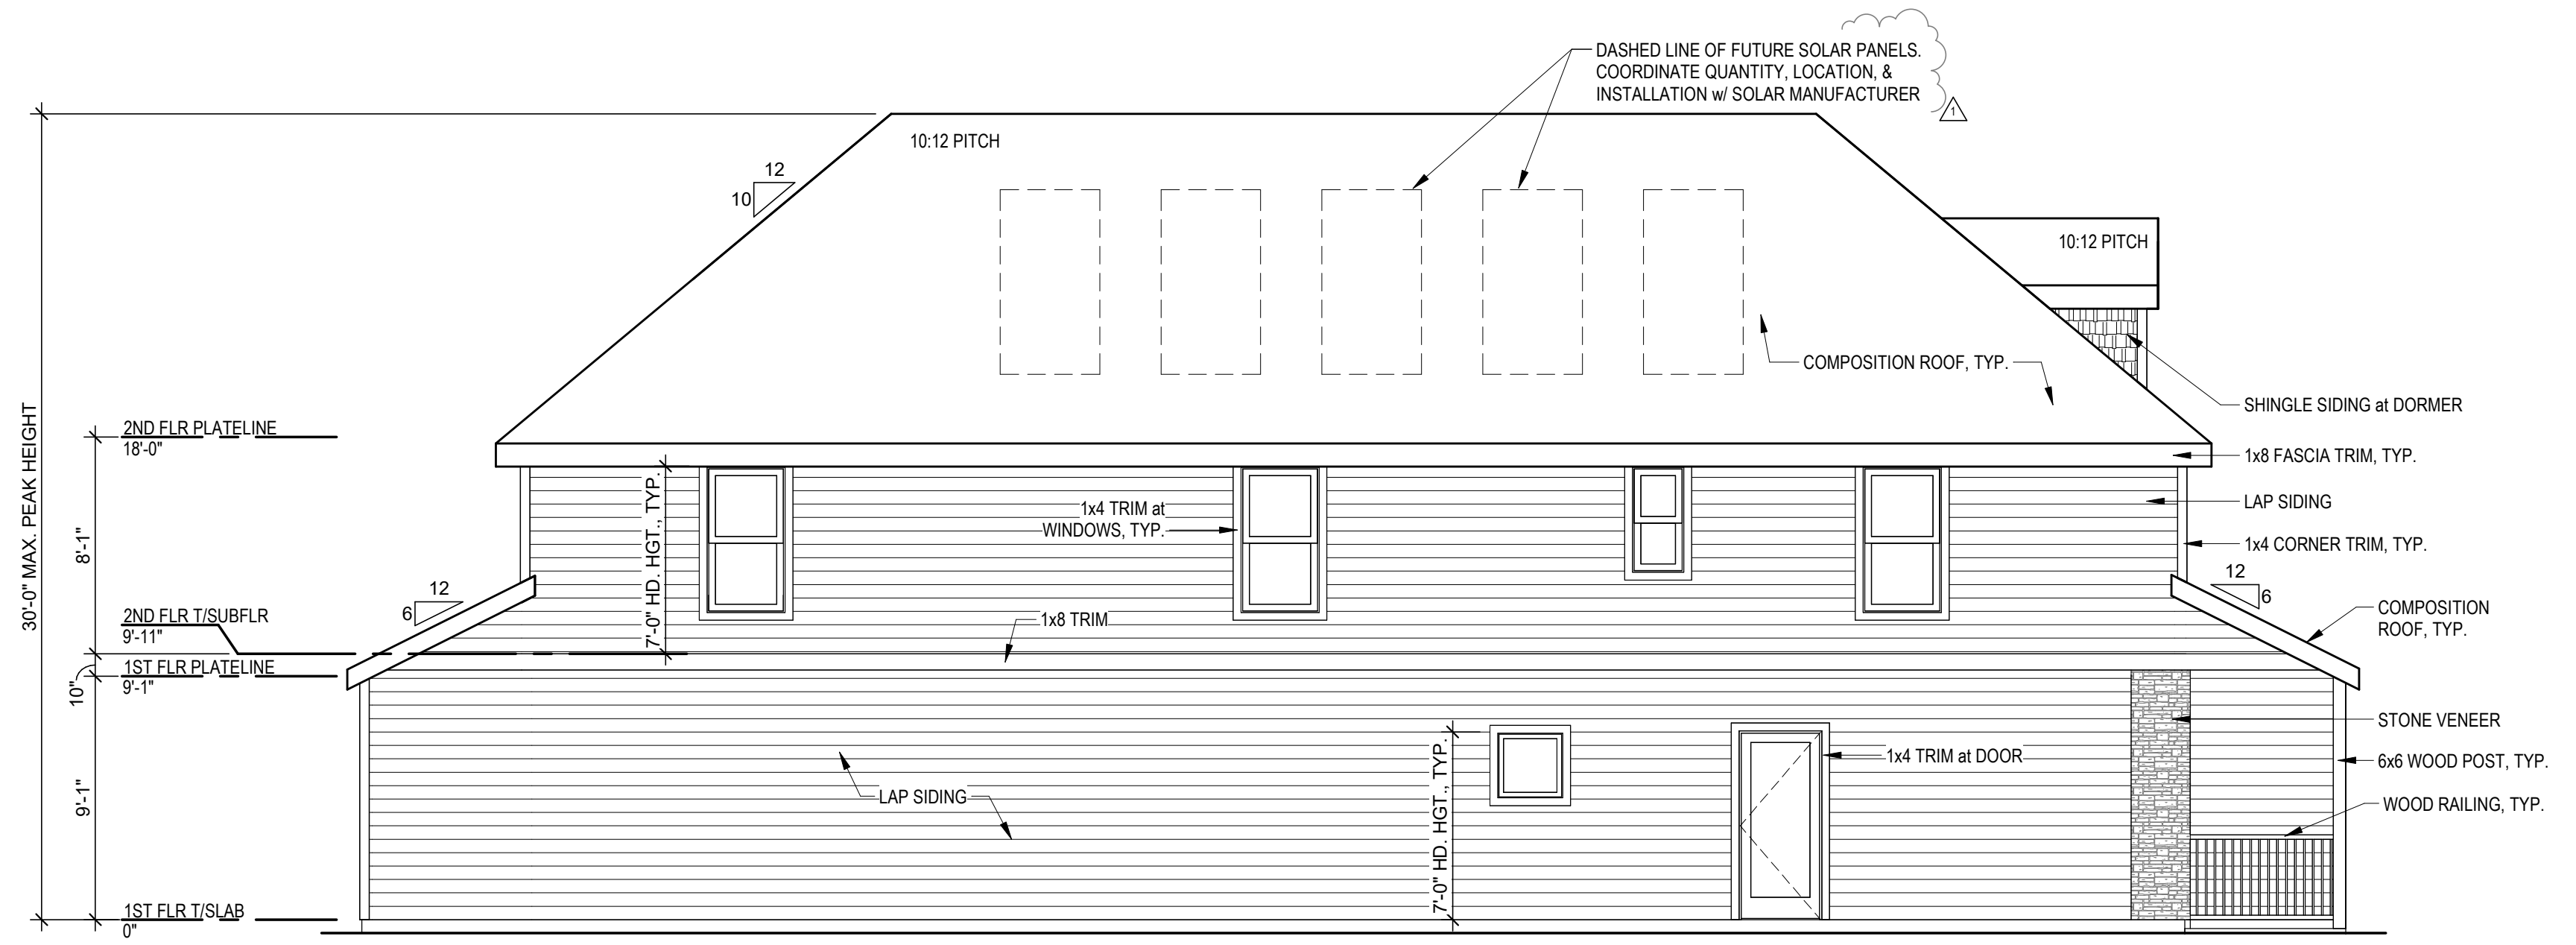 DASHED LINE OF FUTURE SOLAR PANELS.
COORDINATE QUANTITY, LOCATION, &
INSTALLATION w/ SOLAR MANUFACTURER
1
10:12 PITCH
12
10
10:12 PITCH
COMPOSITION ROOF, TYP.
SHINGLE SIDING at DORMER
30'-0" MAX. PEAK HEIGHT
2ND FLR PLATELINE
18'-0"
1x8 FASCIA TRIM, TYP.
8'-1"
7'-0" HD. HGT., TYP.
1x4 TRIM at
WINDOWS, TYP.
LAP SIDING
1x4 CORNER TRIM, TYP.
12
6
12
6
2ND FLR T/SUBFLR
9'-11"
1x8 TRIM
COMPOSITION
ROOF, TYP.
1ST FLR PLATELINE
9'-1"
10"
STONE VENEER
9'-1"
7'-0" HD. HGT., TYP.
1x4 TRIM at DOOR
6x6 WOOD POST, TYP.
LAP SIDING
WOOD RAILING, TYP.
1ST FLR T/SLAB
0"